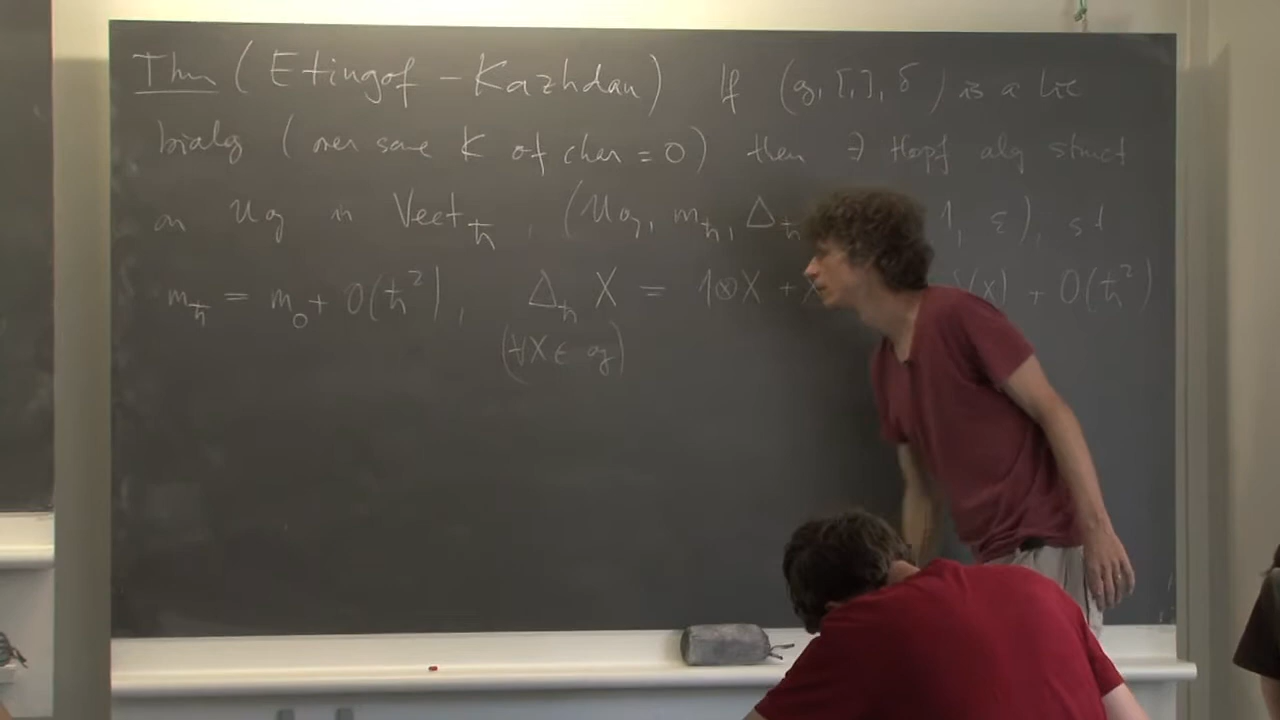 Thm (Etingof - Kazhdan) If (g, [,], δ) is a Lie
bialg (over some K of char = 0) then ∃ Hopf alg struct
on Ug in Vect_ħ, (Ug, m_ħ, Δ_ħ 1, ε), st
m_ħ = m_0 + O(ħ²), Δ_ħ X = 1⊗X + (x) + O(ħ²)
(∀X ∈ g)